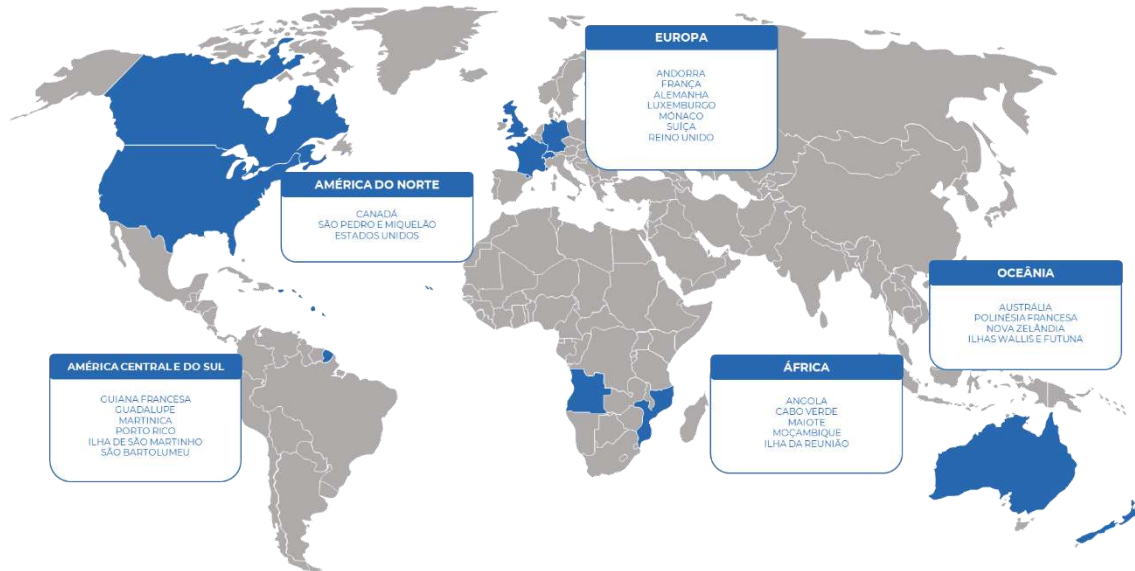 EUROPA
ANDORRA
FRANÇA
ALEMANHA
LUXEMBURGO
MÓNACO
SUÍÇA
REINO UNIDO
AMÉRICA DO NORTE
CANADÁ
SÃO PEDRO E MIQUELÃO
ESTADOS UNIDOS
OCEÂNIA
AUSTRÁLIA
POLINÉSIA FRANCESA
NOVA ZELÂNDIA
ILHAS WALLIS E FUTUNA
AMÉRICA CENTRAL E DO SUL
GUIANA FRANCESA
GUADALUPE
MARTINICA
PORTO RICO
ILHA DE SÃO MARTINHO
SÃO BARTOLUMEU
ÁFRICA
ANGOLA
CABO VERDE
MAIOTE
MOÇAMBIQUE
ILHA DA REUNIÃO